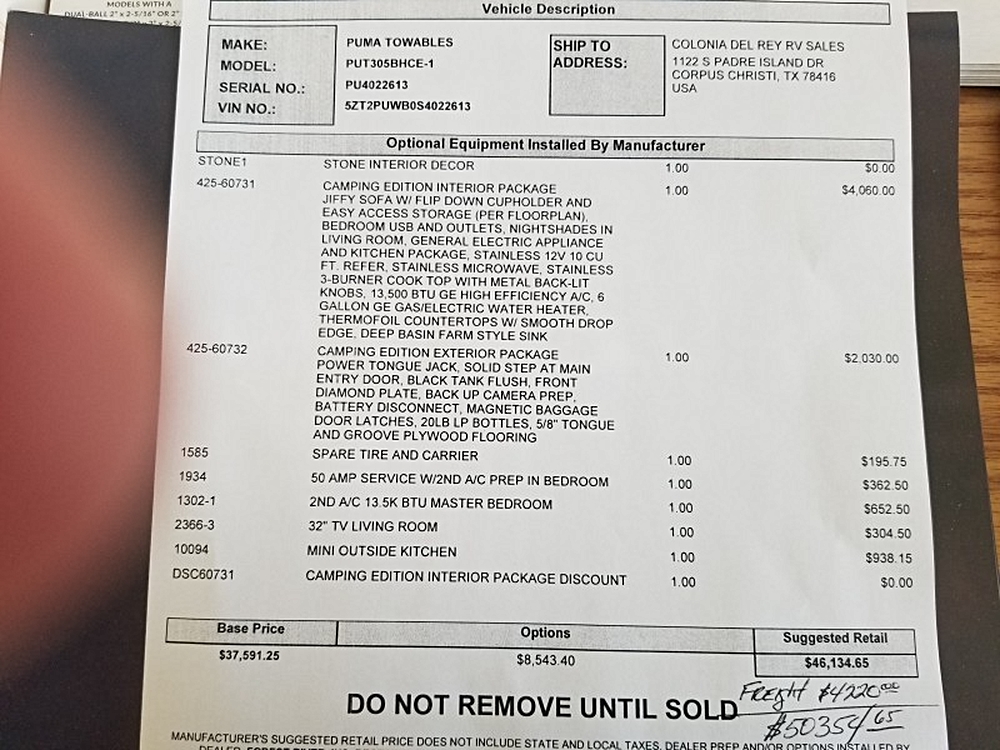 MODELS WITH A
DUAL-BALL 2" x 2-5/16" OR 2"
Vehicle Description
MAKE: PUMA TOWABLES
MODEL: PUT305BHCE-1
SERIAL NO.: PU4022613
VIN NO.: 5ZT2PUWB0S4022613
SHIP TO
ADDRESS:
COLONIA DEL REY RV SALES
1122 S PADRE ISLAND DR
CORPUS CHRISTI, TX 78416
USA
Optional Equipment Installed By Manufacturer
STONE1 STONE INTERIOR DECOR 1.00 $0.00
425-60731 CAMPING EDITION INTERIOR PACKAGE 1.00 $4,060.00
JIFFY SOFA W/ FLIP DOWN CUPHOLDER AND
EASY ACCESS STORAGE (PER FLOORPLAN),
BEDROOM USB AND OUTLETS, NIGHTSHADES IN
LIVING ROOM, GENERAL ELECTRIC APPLIANCE
AND KITCHEN PACKAGE, STAINLESS 12V 10 CU
FT. REFER, STAINLESS MICROWAVE, STAINLESS
3-BURNER COOK TOP WITH METAL BACK-LIT
KNOBS, 13,500 BTU GE HIGH EFFICIENCY A/C, 6
GALLON GE GAS/ELECTRIC WATER HEATER,
THERMOFOIL COUNTERTOPS W/ SMOOTH DROP
EDGE, DEEP BASIN FARM STYLE SINK
425-60732 CAMPING EDITION EXTERIOR PACKAGE 1.00 $2,030.00
POWER TONGUE JACK, SOLID STEP AT MAIN
ENTRY DOOR, BLACK TANK FLUSH, FRONT
DIAMOND PLATE, BACK UP CAMERA PREP,
BATTERY DISCONNECT, MAGNETIC BAGGAGE
DOOR LATCHES, 20LB LP BOTTLES, 5/8" TONGUE
AND GROOVE PLYWOOD FLOORING
1585 SPARE TIRE AND CARRIER 1.00 $195.75
1934 50 AMP SERVICE W/2ND A/C PREP IN BEDROOM 1.00 $362.50
1302-1 2ND A/C 13.5K BTU MASTER BEDROOM 1.00 $652.50
2366-3 32" TV LIVING ROOM 1.00 $304.50
10094 MINI OUTSIDE KITCHEN 1.00 $938.15
DSC60731 CAMPING EDITION INTERIOR PACKAGE DISCOUNT 1.00 $0.00
Base Price Options Suggested Retail
$37,591.25 $8,543.40 $46,134.65
Freight $4220.00
DO NOT REMOVE UNTIL SOLD
$50354/65
MANUFACTURER'S SUGGESTED RETAIL PRICE DOES NOT INCLUDE STATE AND LOCAL TAXES, DEALER PREP AND/OR OPTIONS INSTALLED BY